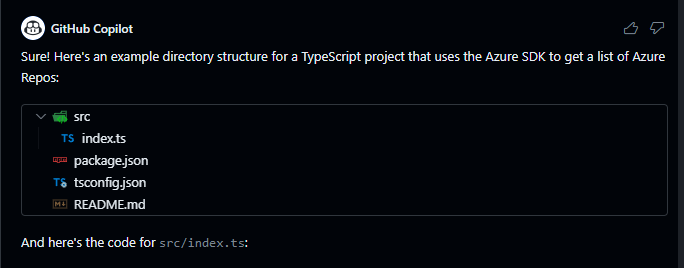 GitHub Copilot
Sure! Here's an example directory structure for a TypeScript project that uses the Azure SDK to get a list of Azure
Repos:
src
TS index.ts
package.json
TS tsconfig.json
README.md
And here's the code for src/index.ts: